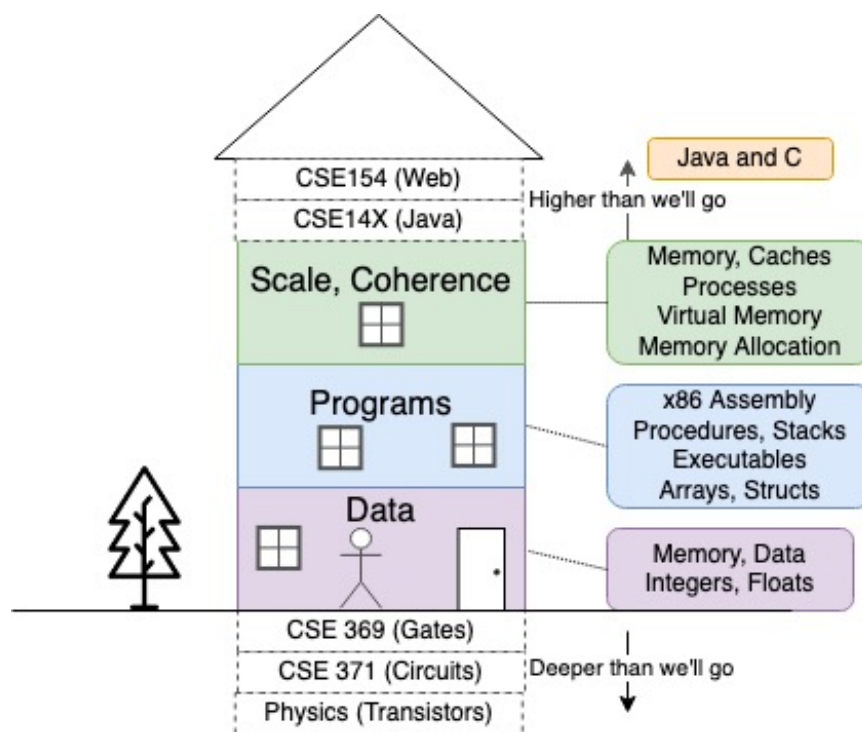 Java and C
CSE154 (Web)
Higher than we'll go
CSE14X (Java)
Scale, Coherence
Memory, Caches
Processes
Virtual Memory
Memory Allocation
Programs
x86 Assembly
Procedures, Stacks
Executables
Arrays, Structs
Data
Memory, Data
Integers, Floats
CSE 369 (Gates)
CSE 371 (Circuits)
Deeper than we'll go
Physics (Transistors)